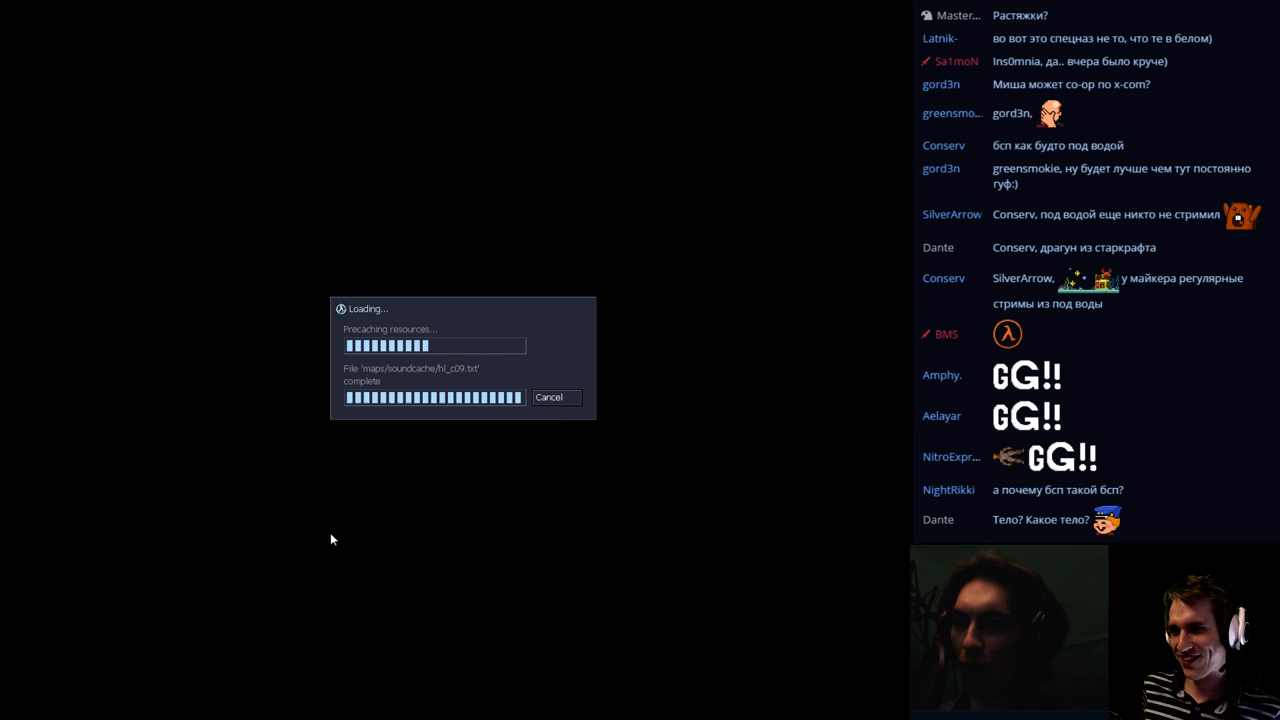 Loading...
Precaching resources...
File 'maps/soundcache/hl_c09.txt'
complete
Cancel
Master... Растяжки?
Latnik- во вот это спецназ не то, что те в белом)
Sa1moN Ins0mnia, да.. вчера было круче)
gord3n Миша может co-op по x-com?
greensmo... gord3n,
Conserv бсп как будто под водой
gord3n greensmokie, ну будет лучше чем тут постоянно
гуф:)
SilverArrow Conserv, под водой еще никто не стримил
Dante Conserv, драгун из старкрафта
Conserv SilverArrow, у майкера регулярные
стримы из под воды
BMS
Amphy. GG!!
Aelayar GG!!
NitroExpr... GG!!
NightRikki а почему бсп такой бсп?
Dante Тело? Какое тело?